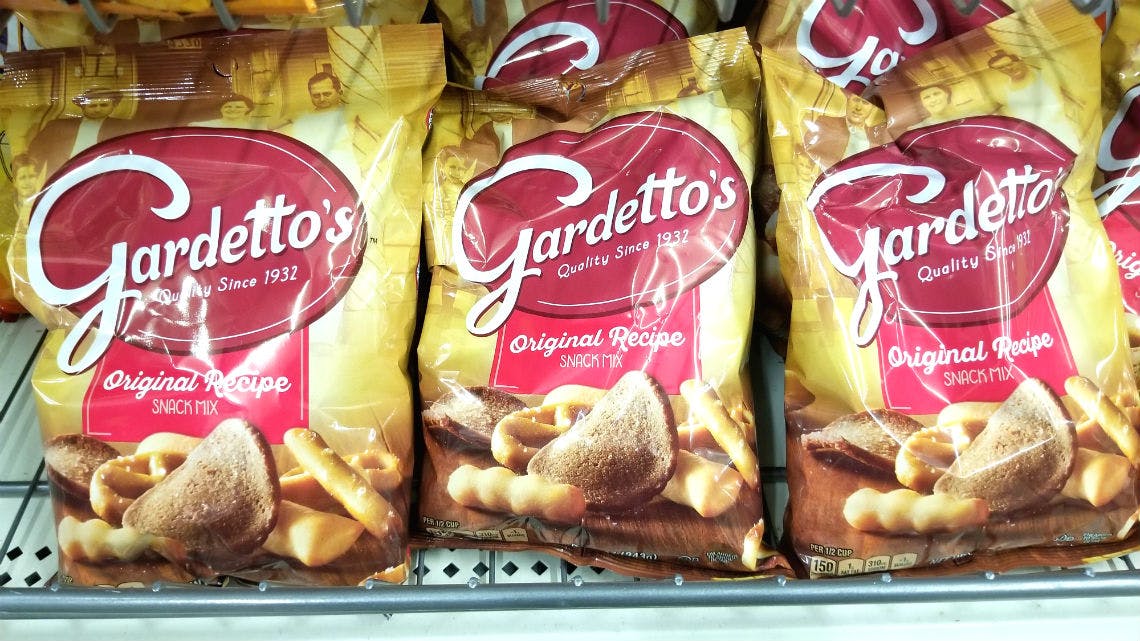 Gardetto's
Quality Since 1932
Original Recipe
SNACK MIX
Gardetto's
Quality Since 1932
Original Recipe
SNACK MIX
PER 1/2 CUP
Gardetto
Quality Since 1932
Original Recipe
SNACK MIX
PER 1/2 CUP
150